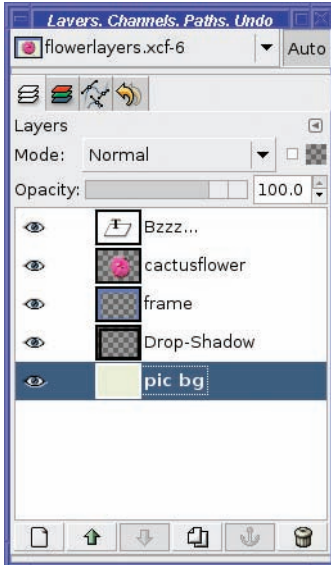 Layers. Channels. Paths. Undo
flowerlayers.xcf-6 Auto
Layers
Mode: Normal
Opacity: 100.0
T Bzzz...
cactusflower
frame
Drop-Shadow
pic bg